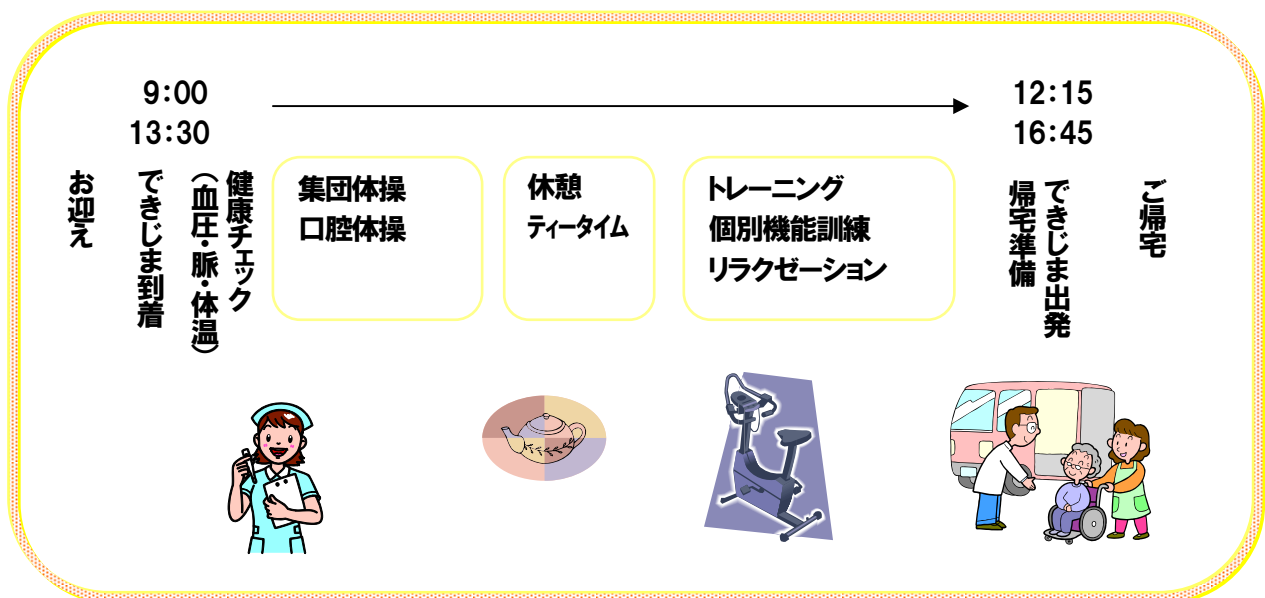 9:00
13:30
12:15
16:45
お迎え
できじま到着
健康チェック
（血圧・脈・体温）
集団体操
口腔体操
休憩
ティータイム
トレーニング
個別機能訓練
リラクゼーション
できじま出発
帰宅準備
ご帰宅